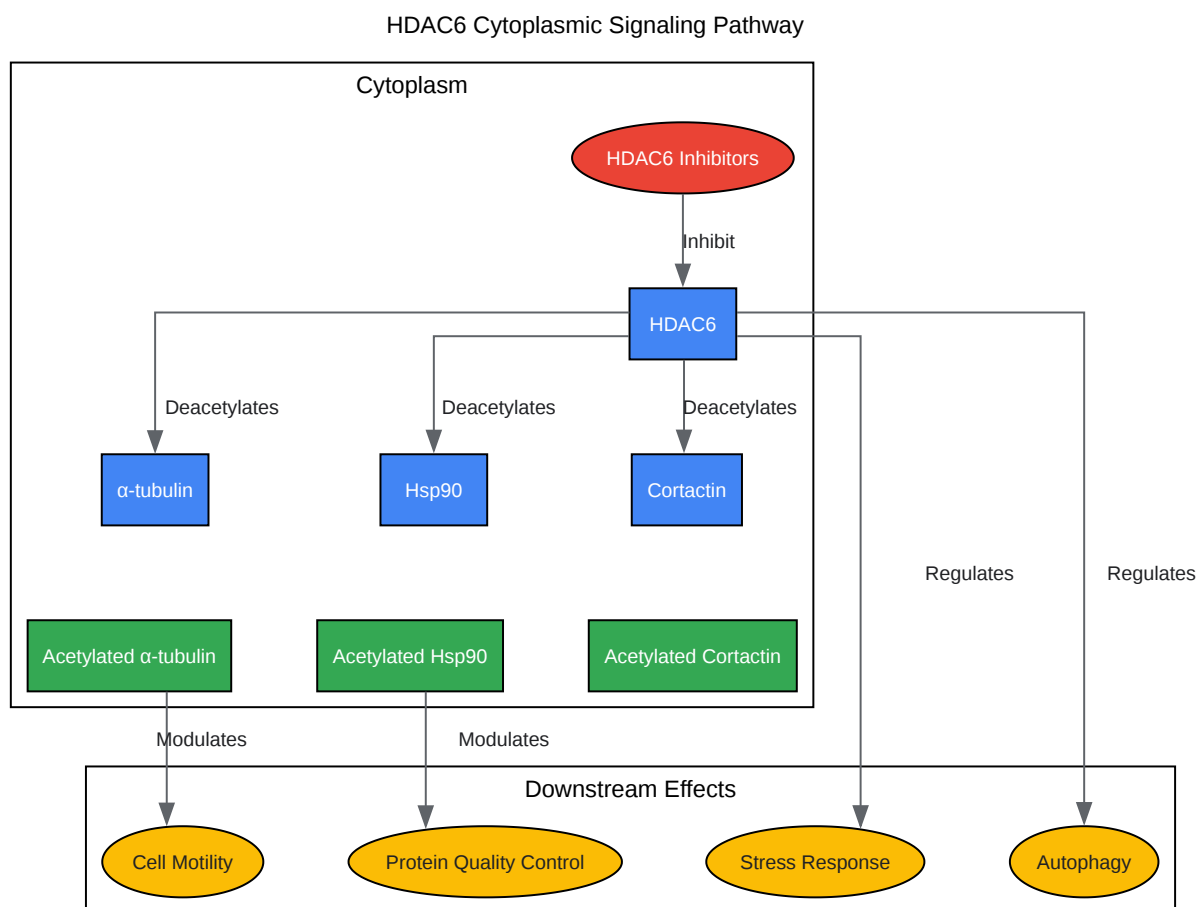 HDAC6 Cytoplasmic Signaling Pathway
Cytoplasm
HDAC6 Inhibitors
Inhibit
HDAC6
Deacetylates
Deacetylates
Deacetylates
α-tubulin
Hsp90
Cortactin
Regulates
Regulates
Acetylated α-tubulin
Acetylated Hsp90
Acetylated Cortactin
Modulates
Modulates
Downstream Effects
Cell Motility
Protein Quality Control
Stress Response
Autophagy